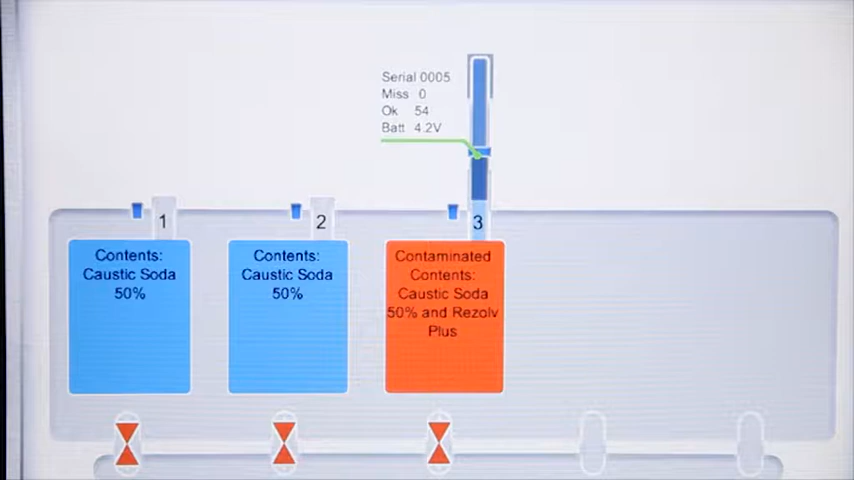 Serial 0005
Miss 0
Ok 54
Batt 4.2V
1
2
3
Contents:
Caustic Soda
50%
Contents:
Caustic Soda
50%
Contaminated
Contents:
Caustic Soda
50% and Rezolv
Plus